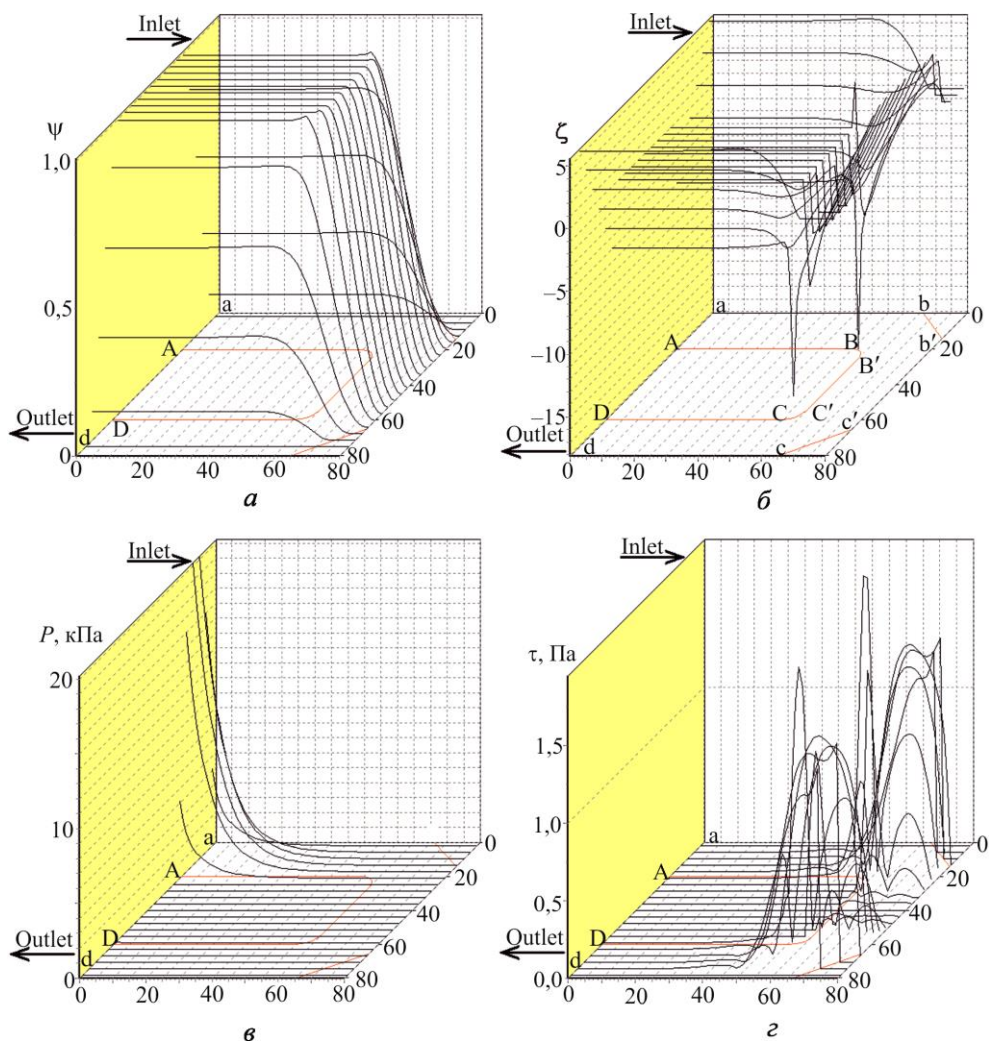 Inlet
ψ
1,0
0,5
0
a
A
D
d
Outlet
0
20
40
60
80
0 20 40 60 80
а
Inlet
ζ
5
0
−5
−10
−15
a
b
b′
A
B
B′
D
C
C′
c
c′
d
Outlet
0
20
40
60
80
0 20 40 60 80
б
Inlet
P, кПа
20
10
0
a
A
D
d
Outlet
0
20
40
60
80
0 20 40 60 80
в
Inlet
τ, Па
1,5
1,0
0,5
0,0
a
A
D
d
Outlet
0
20
40
60
80
0 20 40 60 80
г